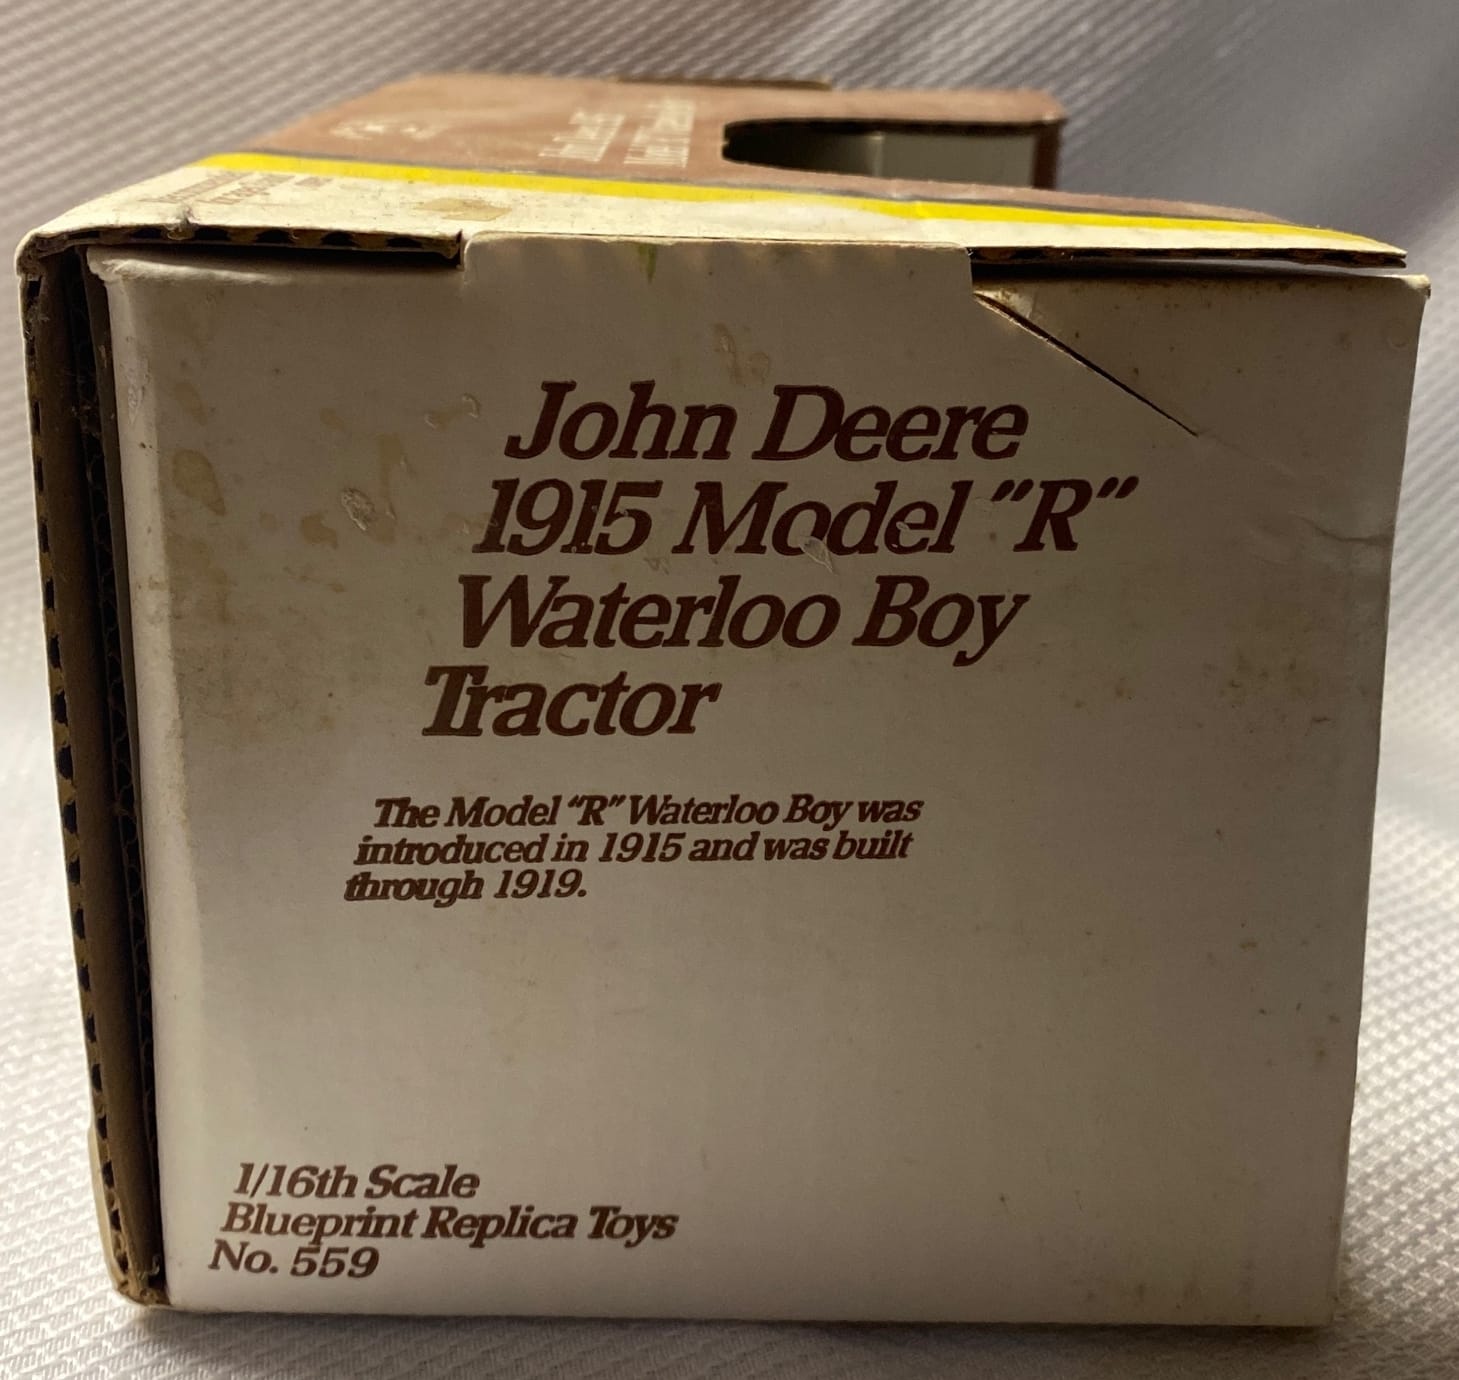 John Deere
1915 Model "R"
Waterloo Boy
Tractor
The Model "R" Waterloo Boy was
introduced in 1915 and was built
through 1919.
1/16th Scale
Blueprint Replica Toys
No. 559